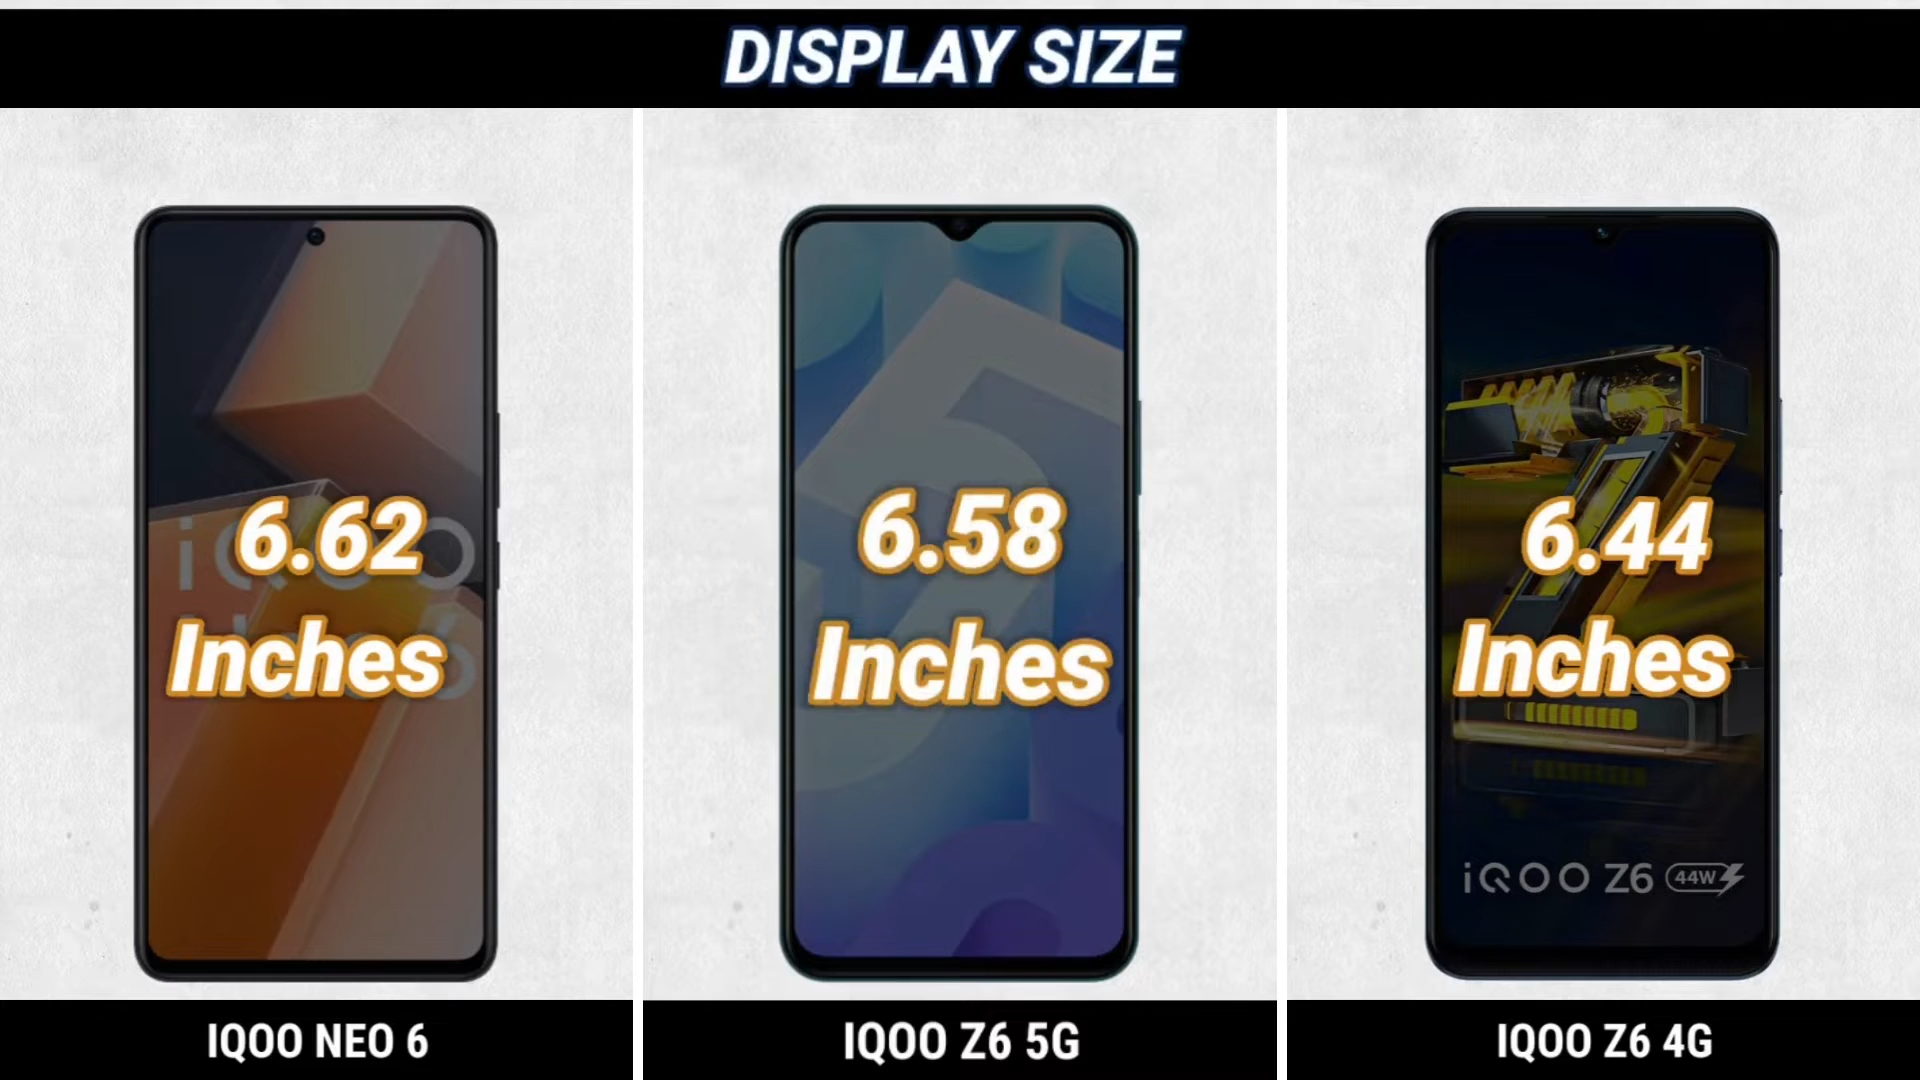 DISPLAY SIZE
6.62
Inches
6.58
Inches
6.44
Inches
iQOO
iQOO Z6 44W
IQOO NEO 6
IQOO Z6 5G
IQOO Z6 4G